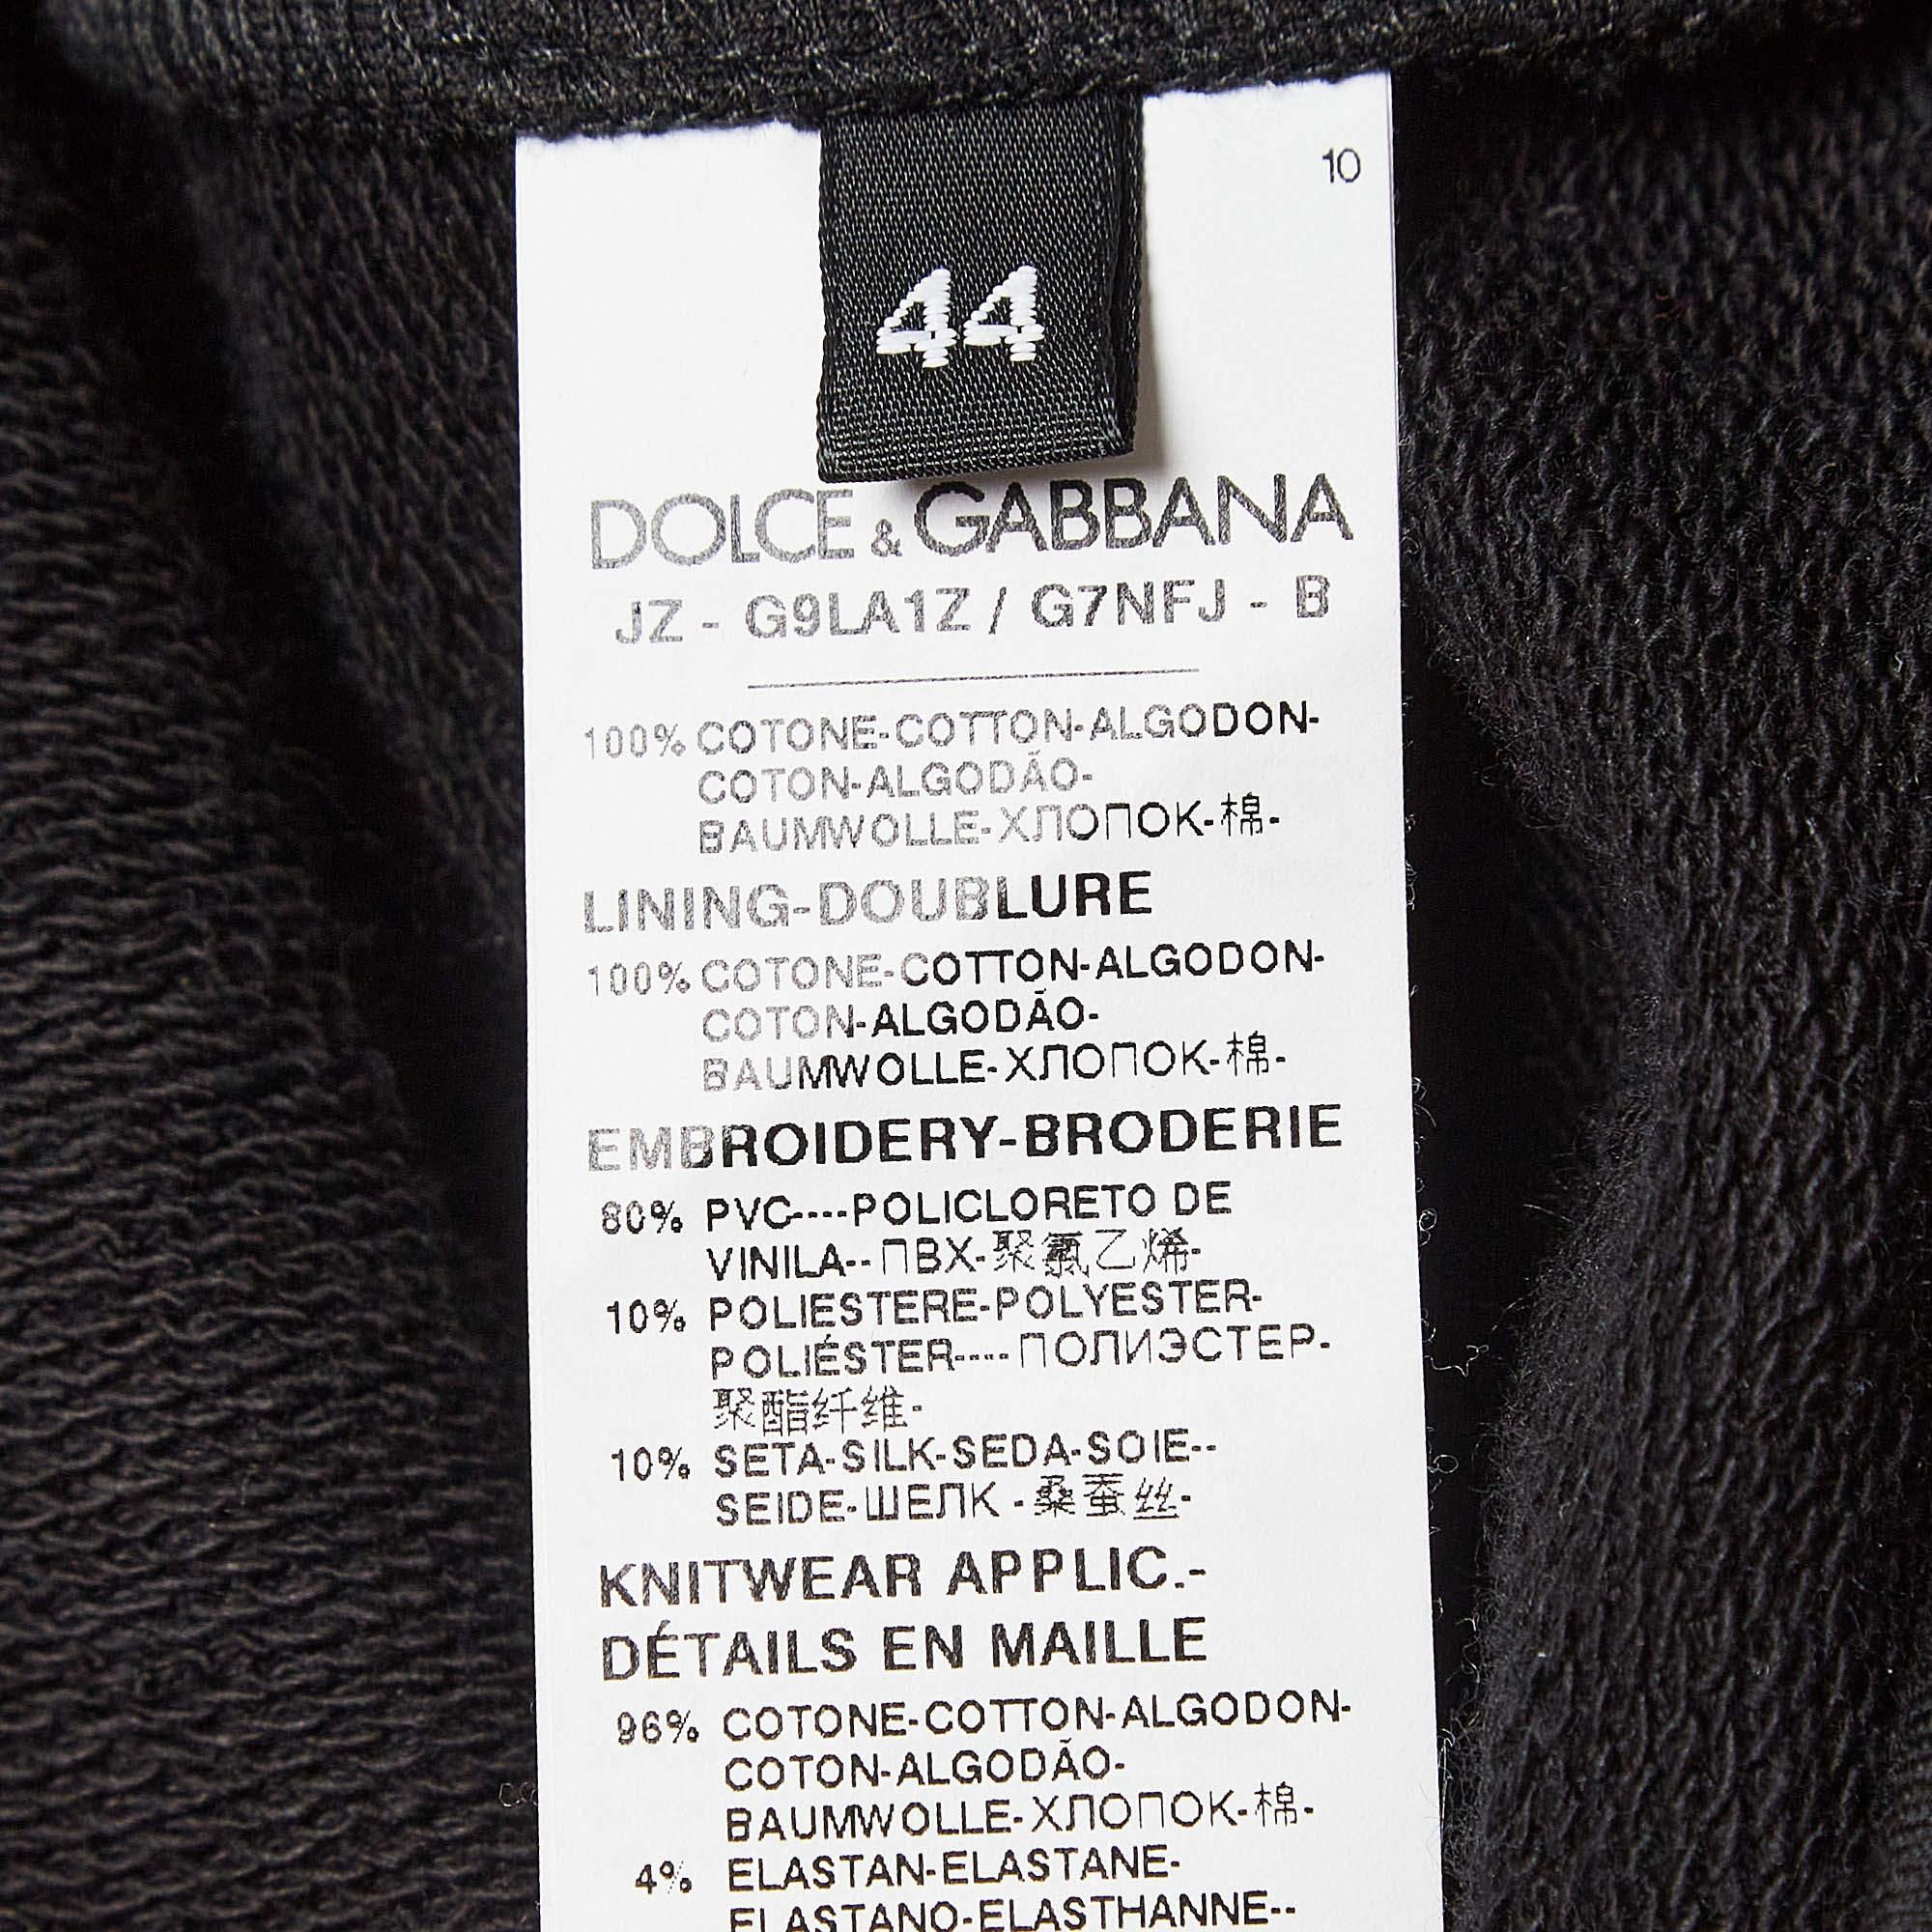 10
44
DOLCE & GABBANA
JZ - G9LA1Z / G7NFJ - B
100% COTONE-COTTON-ALGODON-
COTON-ALGODÃO-
BAUMWOLLE-ХЛОПОК-棉-
LINING-DOUBLURE
100% COTONE-COTTON-ALGODON-
COTON-ALGODÃO-
BAUMWOLLE-ХЛОПОК-棉-
EMBROIDERY-BRODERIE
80% PVC----POLICLORETO DE
VINILA--ПВХ-聚氯乙烯-
10% POLIESTERE-POLYESTER-
POLIÉSTER----ПОЛИЭСТЕР-
聚酯纤维-
10% SETA-SILK-SEDA-SOIE--
SEIDE-ШЕЛК -桑蚕丝-
KNITWEAR APPLIC.-
DÉTAILS EN MAILLE
96% COTONE-COTTON-ALGODON-
COTON-ALGODÃO-
BAUMWOLLE-ХЛОПОК-棉-
4% ELASTAN-ELASTANE-
ELASTANO-ELASTHANNE--